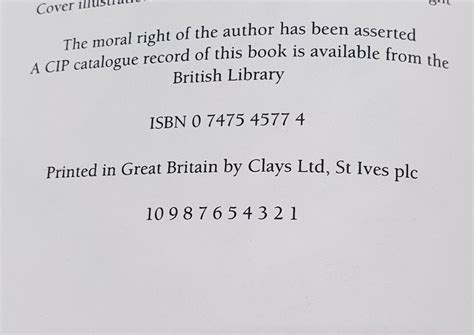 Cover
The moral right of the author has been asserted
A CIP catalogue record of this book is available from the
British Library
ISBN 0 7475 4577 4
Printed in Great Britain by Clays Ltd, St Ives plc
10 9 8 7 6 5 4 3 2 1